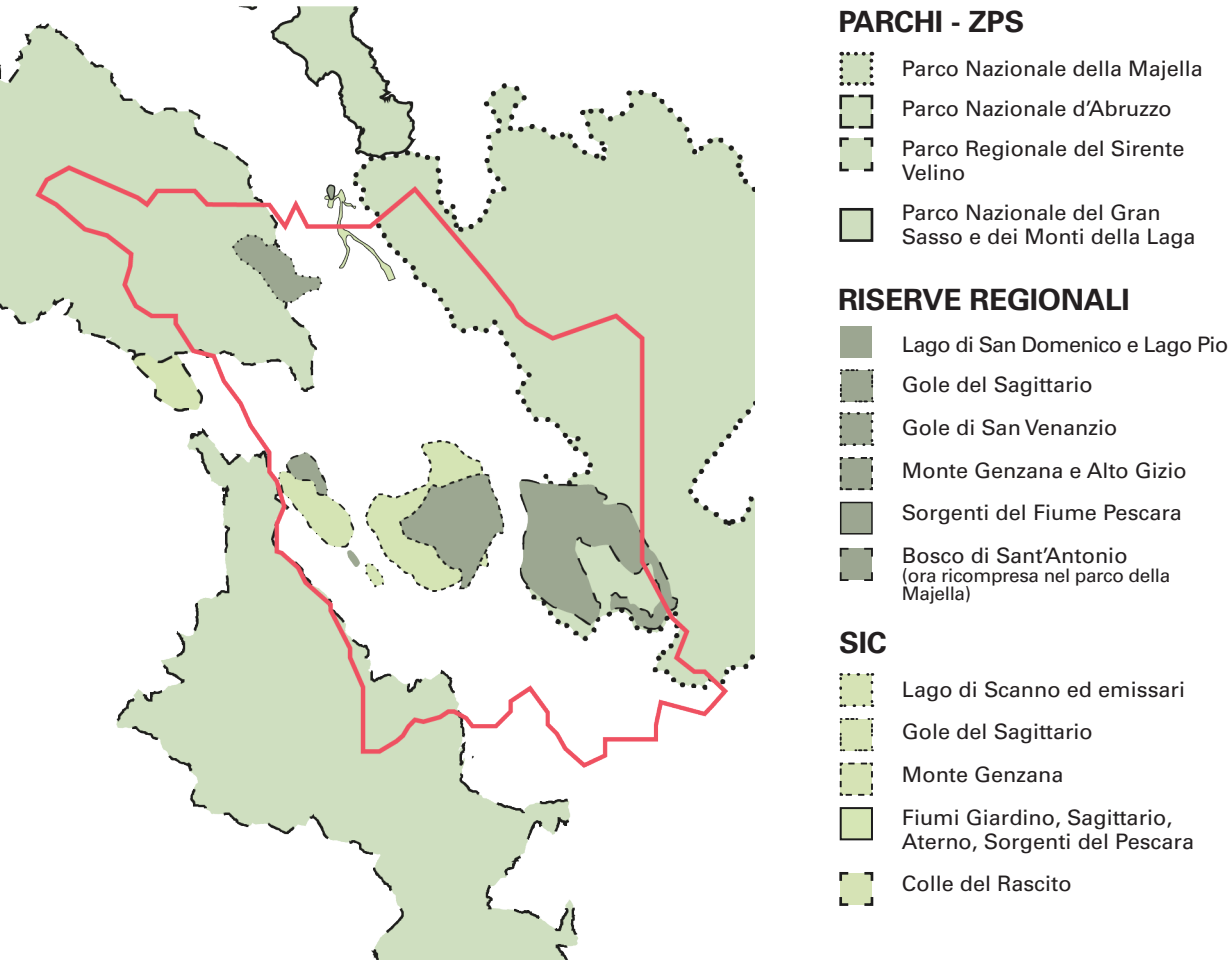 PARCHI - ZPS
Parco Nazionale della Majella
Parco Nazionale d'Abruzzo
Parco Regionale del Sirente
Velino
Parco Nazionale del Gran
Sasso e dei Monti della Laga
RISERVE REGIONALI
Lago di San Domenico e Lago Pio
Gole del Sagittario
Gole di San Venanzio
Monte Genzana e Alto Gizio
Sorgenti del Fiume Pescara
Bosco di Sant'Antonio
(ora ricompresa nel parco della
Majella)
SIC
Lago di Scanno ed emissari
Gole del Sagittario
Monte Genzana
Fiumi Giardino, Sagittario,
Aterno, Sorgenti del Pescara
Colle del Rascito